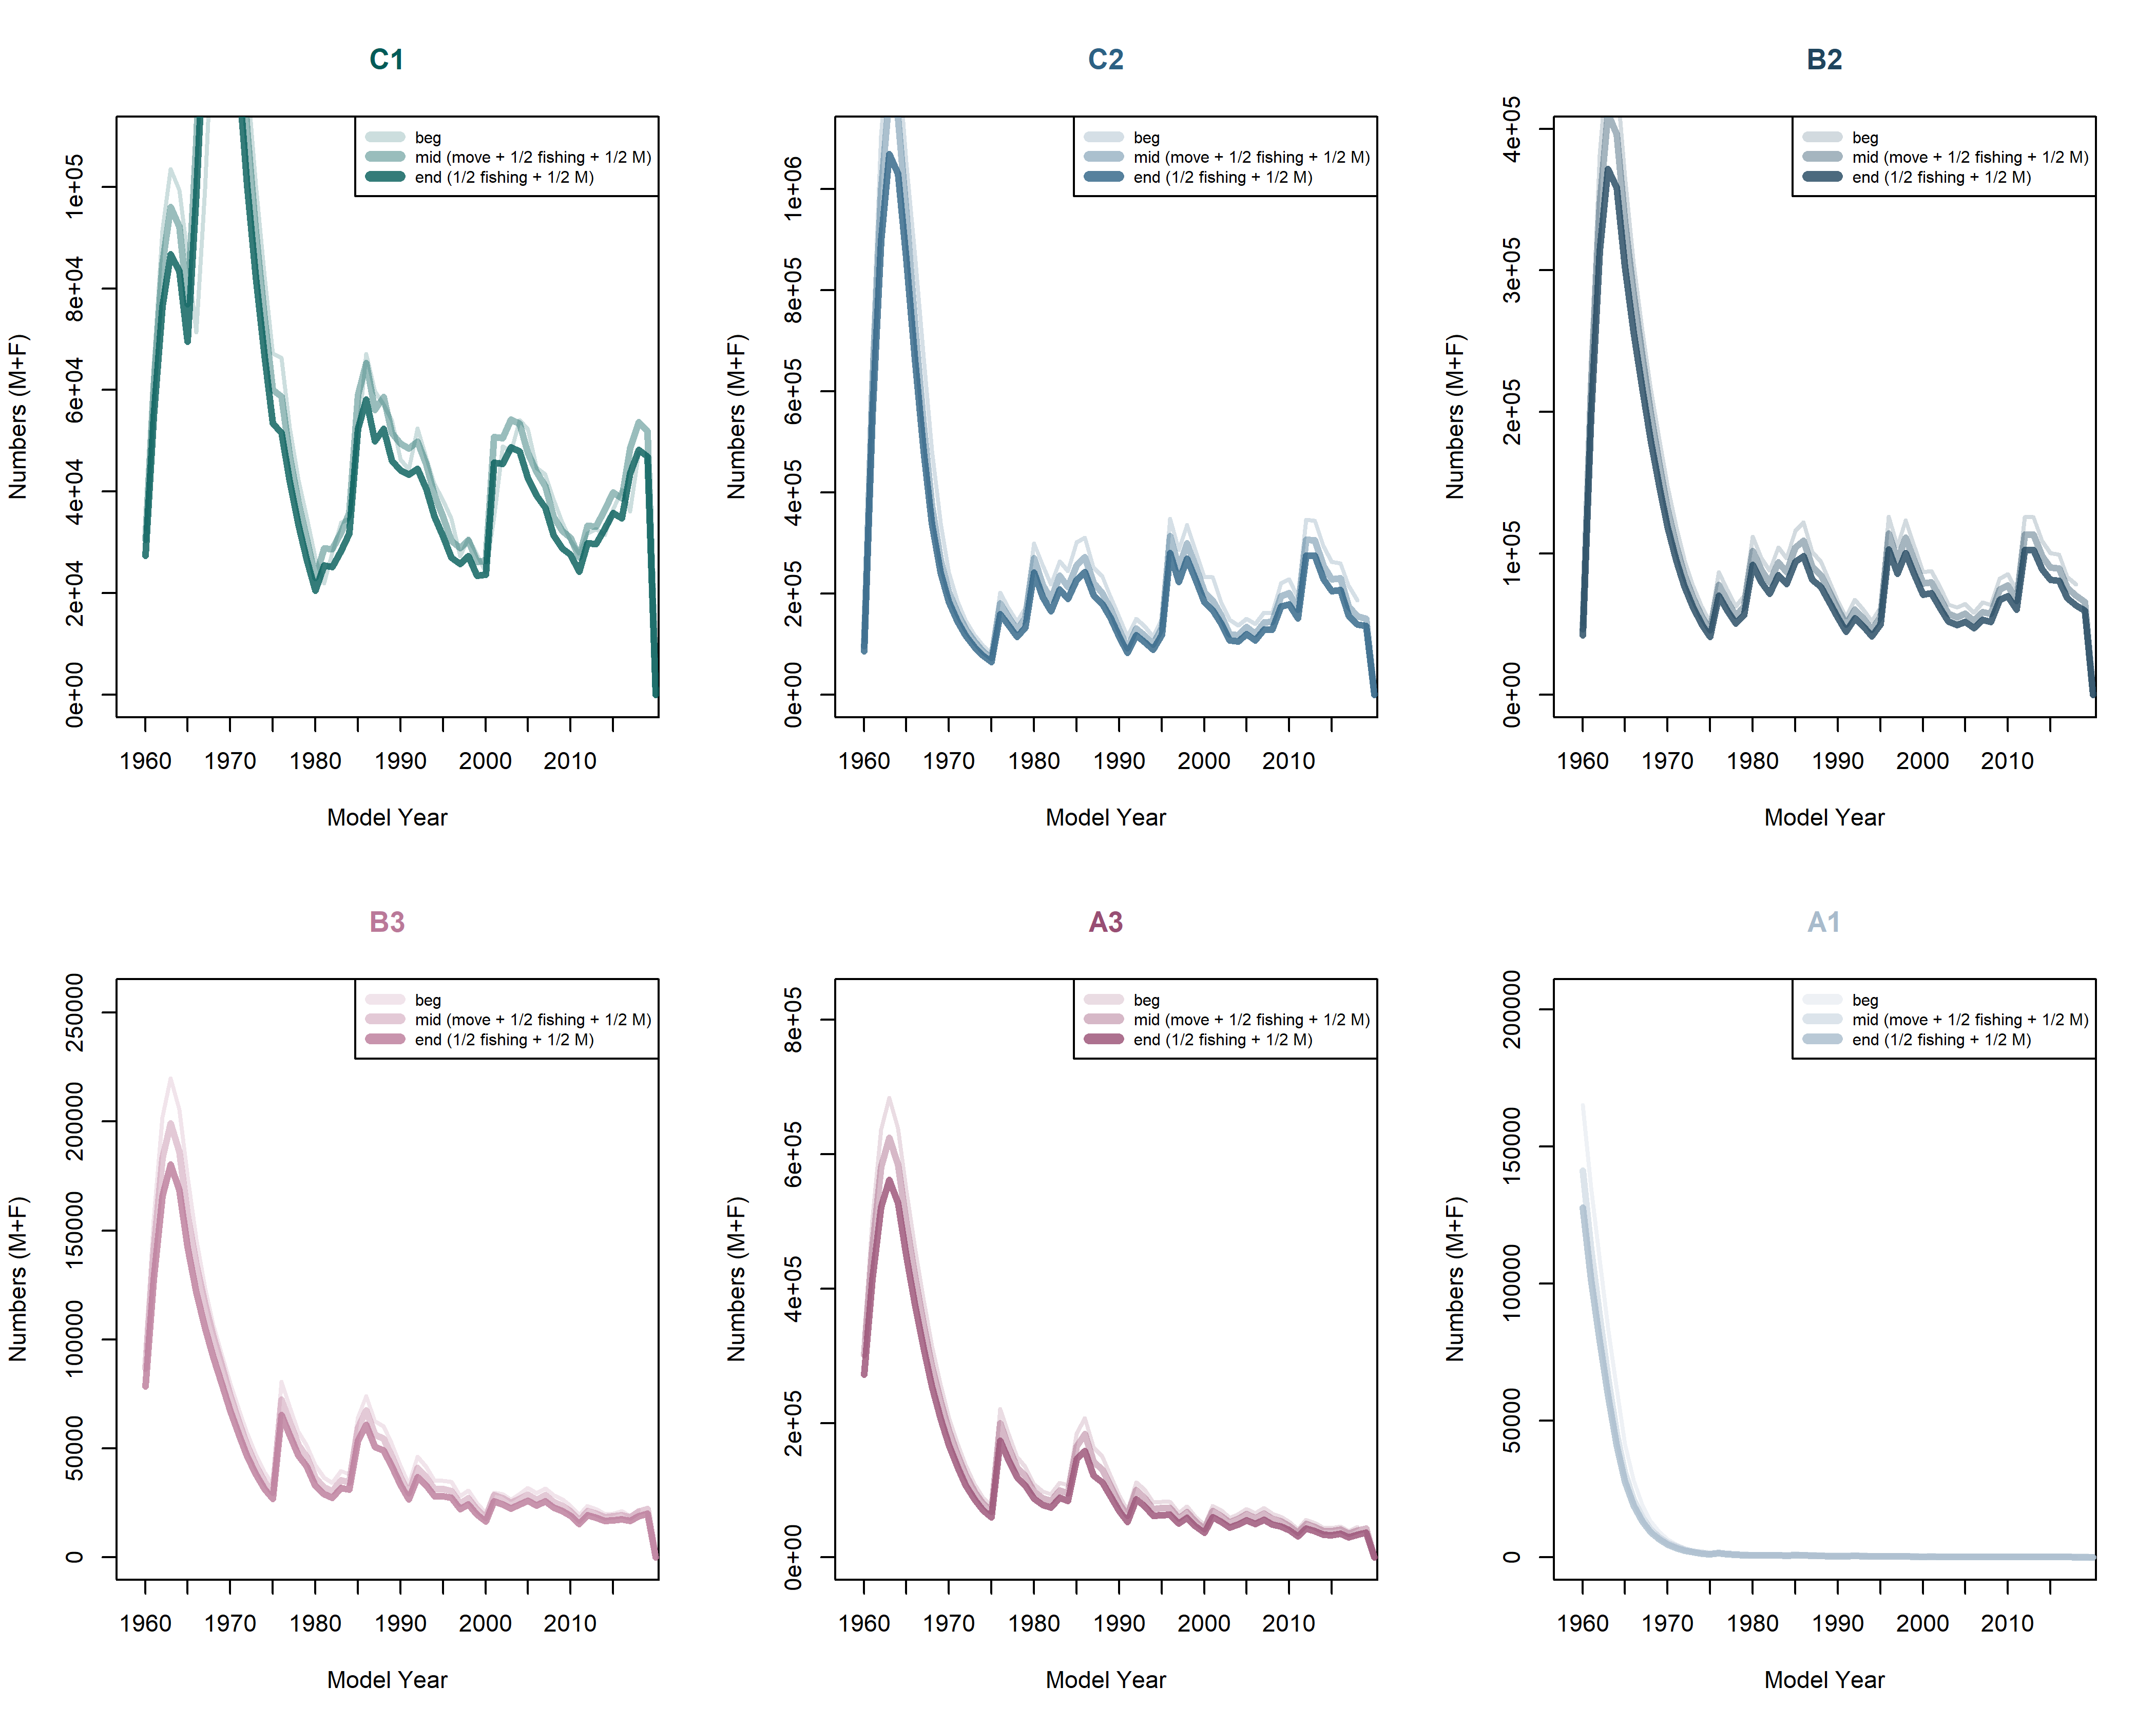 C1
beg
mid (move + 1/2 fishing + 1/2 M)
end (1/2 fishing + 1/2 M)
Numbers (M+F)
1e+05
8e+04
6e+04
4e+04
2e+04
0e+00
1960 1970 1980 1990 2000 2010
Model Year
C2
beg
mid (move + 1/2 fishing + 1/2 M)
end (1/2 fishing + 1/2 M)
Numbers (M+F)
1e+06
8e+05
6e+05
4e+05
2e+05
0e+00
1960 1970 1980 1990 2000 2010
Model Year
B2
beg
mid (move + 1/2 fishing + 1/2 M)
end (1/2 fishing + 1/2 M)
Numbers (M+F)
4e+05
3e+05
2e+05
1e+05
0e+00
1960 1970 1980 1990 2000 2010
Model Year
B3
beg
mid (move + 1/2 fishing + 1/2 M)
end (1/2 fishing + 1/2 M)
Numbers (M+F)
250000
200000
150000
100000
50000
0
1960 1970 1980 1990 2000 2010
Model Year
A3
beg
mid (move + 1/2 fishing + 1/2 M)
end (1/2 fishing + 1/2 M)
Numbers (M+F)
8e+05
6e+05
4e+05
2e+05
0e+00
1960 1970 1980 1990 2000 2010
Model Year
A1
beg
mid (move + 1/2 fishing + 1/2 M)
end (1/2 fishing + 1/2 M)
Numbers (M+F)
200000
150000
100000
50000
0
1960 1970 1980 1990 2000 2010
Model Year